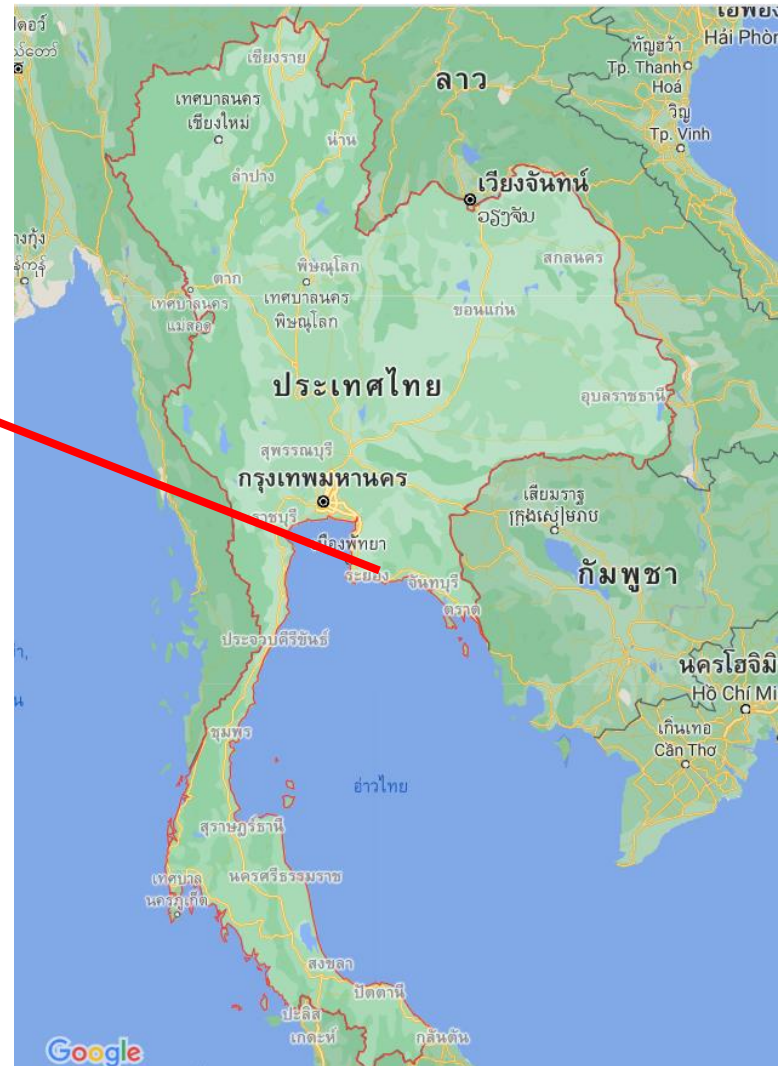 ทัญฮว้า
Hải Phòn
Tp. Thanh
Hoá
วิญ
Tp. Vinh
เชียงราย
ลาว
เทศบาลนคร
เชียงใหม่
น่าน
ลำปาง
เวียงจันทน์
ວຽງຈັນ
สกลนคร
ตาก
พิษณุโลก
เทศบาลนคร
แม่สอด
เทศบาลนคร
พิษณุโลก
ขอนแก่น
ประเทศไทย
อุบลราชธานี
สุพรรณบุรี
กรุงเทพมหานคร
เสียมราฐ
ក្រុងសៀមរាប
ราชบุรี
เมืองพัทยา
ระยอง
จันทบุรี
กัมพูชา
ตราด
ประจวบคีรีขันธ์
นครโฮจิมิ
Hồ Chí Mi
ชุมพร
เกิ่นเทอ
Cần Thơ
อ่าวไทย
สุราษฎร์ธานี
เทศบาล
นครภูเก็ต
นครศรีธรรมราช
สงขลา
ปัตตานี
ปะลิส
เกดะห์
กลันตัน
Google